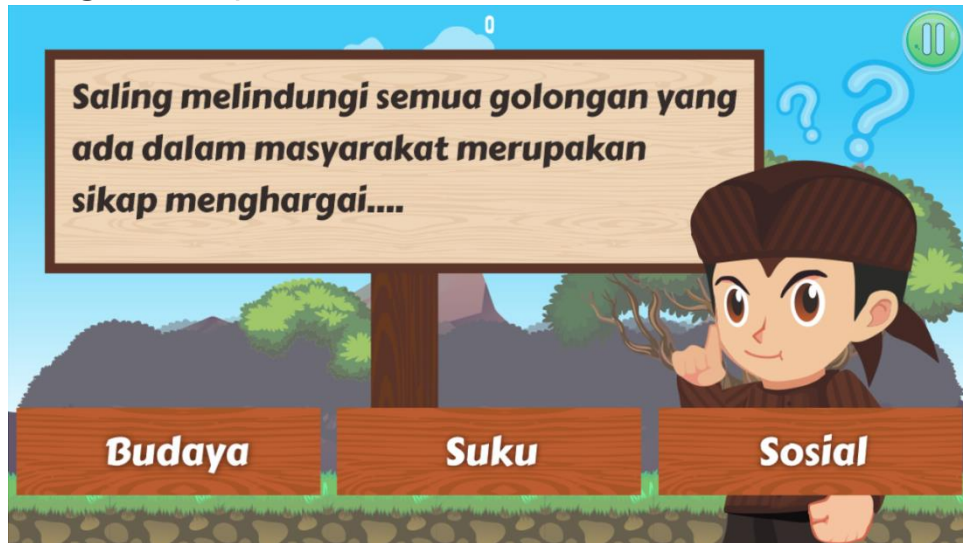 0
Saling melindungi semua golongan yang
ada dalam masyarakat merupakan
sikap menghargai....
Budaya
Suku
Sosial